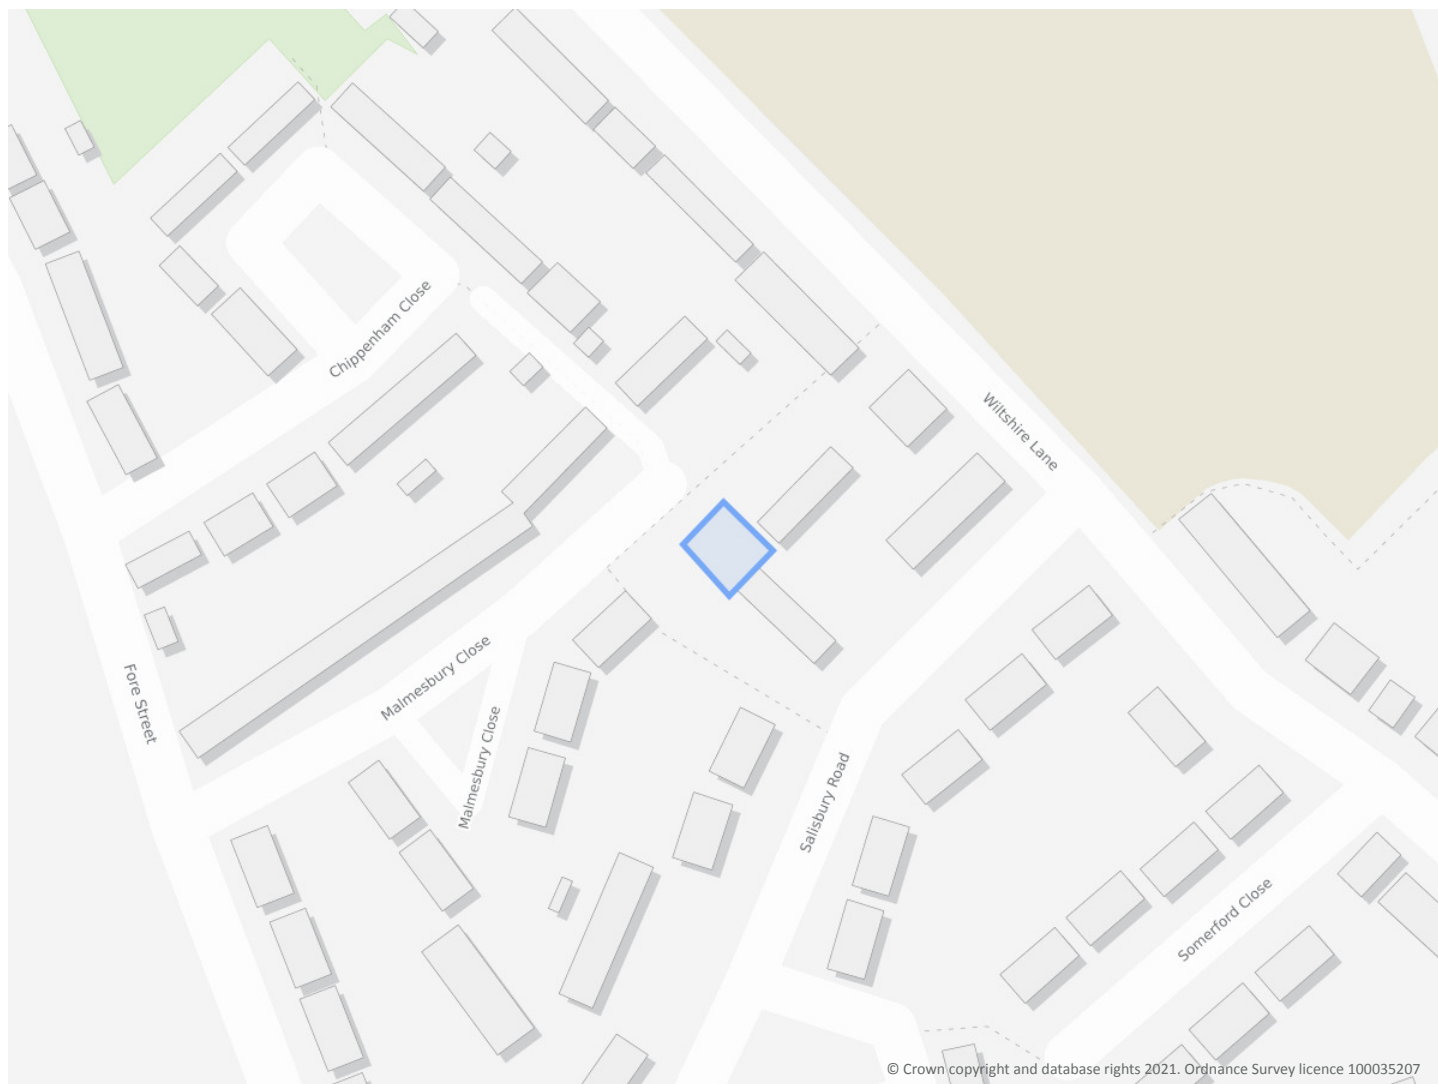 Chippenham Close
Wiltshire Lane
Fore Street
Malmesbury Close
Malmesbury Close
Salisbury Road
Somerford Close
© Crown copyright and database rights 2021. Ordnance Survey licence 100035207